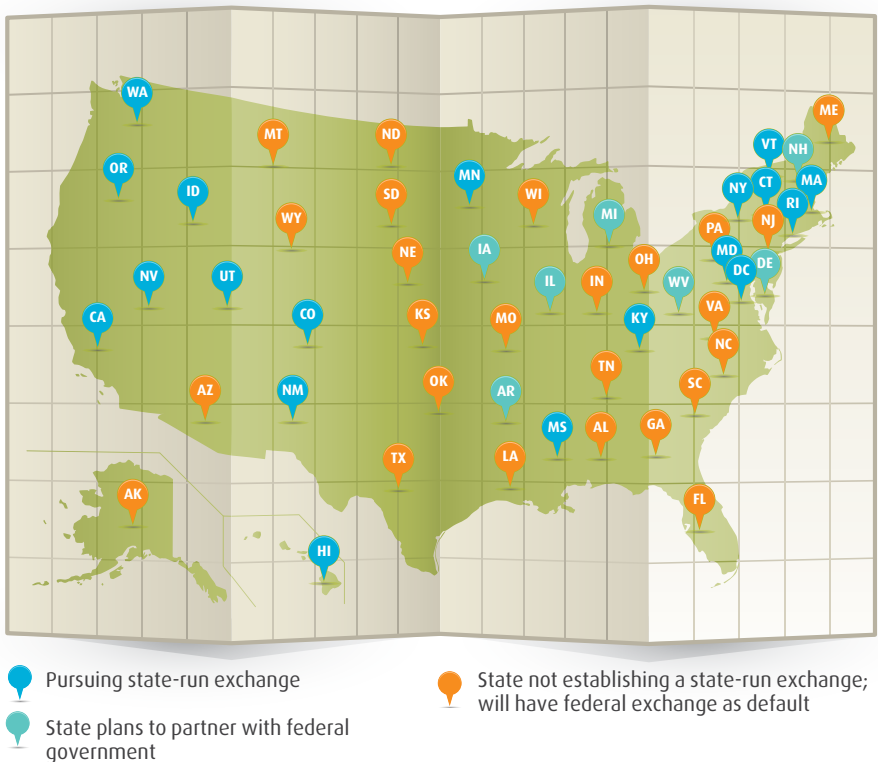 WA
ME
MT
ND
VT
NH
OR
MN
MA
ID
NY
CT
SD
WI
RI
MI
WY
PA
NJ
NE
IA
MD
OH
DC
DE
NV
UT
IL
IN
WV
CA
CO
KS
MO
KY
VA
NC
TN
AZ
NM
OK
AR
SC
MS
AL
GA
TX
LA
AK
FL
HI
Pursuing state-run exchange
State plans to partner with federal
government
State not establishing a state-run exchange;
will have federal exchange as default